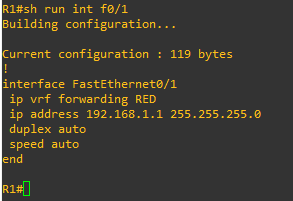 R1#sh run int f0/1
Building configuration...
Current configuration : 119 bytes
!
interface FastEthernet0/1
ip vrf forwarding RED
ip address 192.168.1.1 255.255.255.0
duplex auto
speed auto
end
R1#